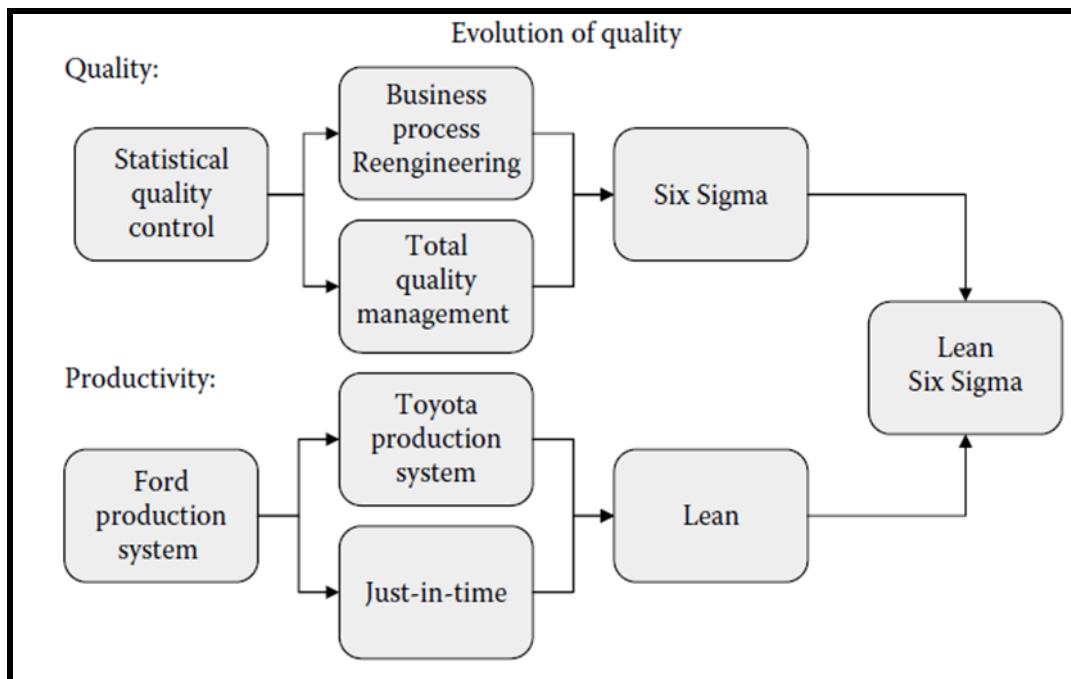 Evolution of quality
Quality:
Statistical
quality
control
Business
process
Reengineering
Total
quality
management
Six Sigma
Lean
Six Sigma
Productivity:
Ford
production
system
Toyota
production
system
Just-in-time
Lean